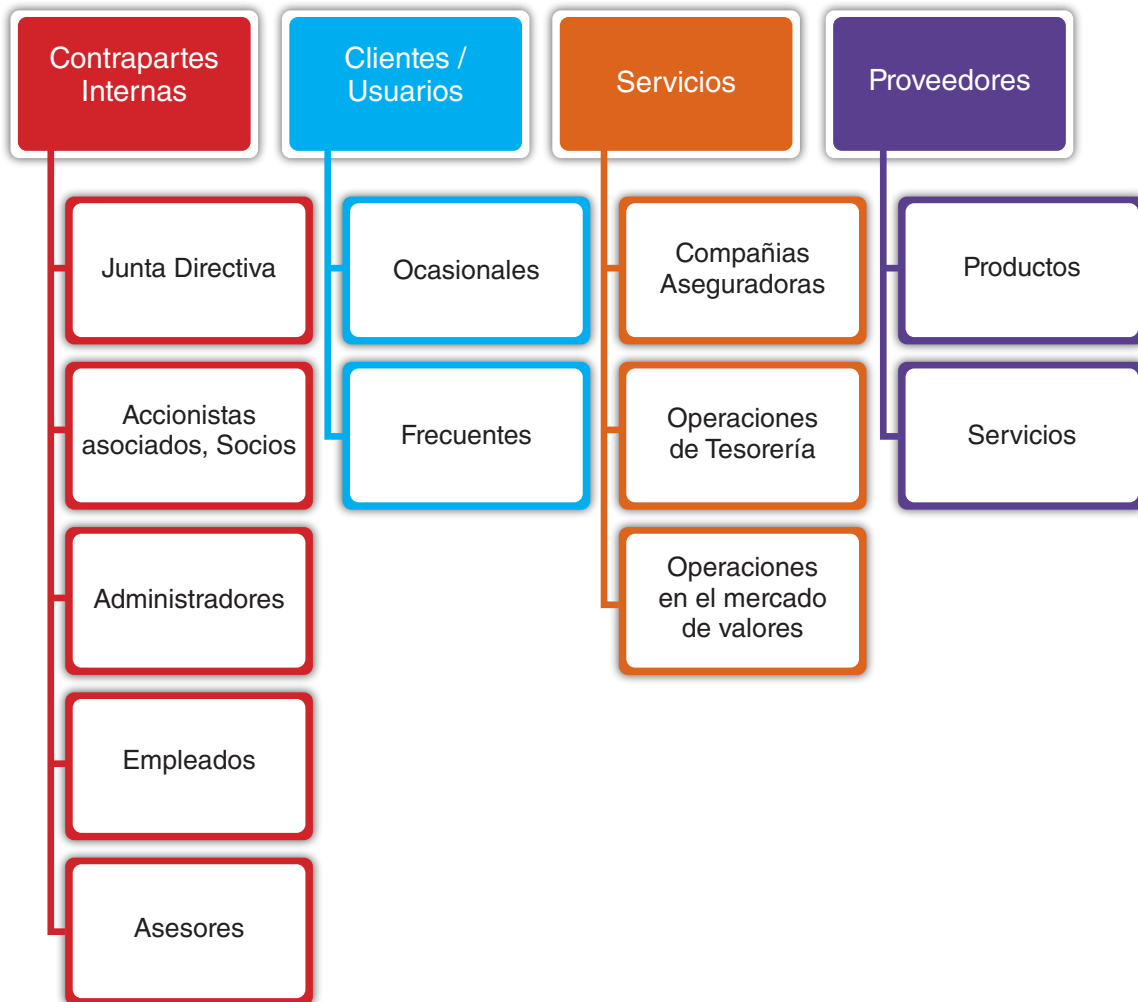 Contrapartes
Internas
Junta Directiva
Accionistas
asociados, Socios
Administradores
Empleados
Asesores
Clientes /
Usuarios
Ocasionales
Frecuentes
Servicios
Compañias
Aseguradoras
Operaciones
de Tesorería
Operaciones
en el mercado
de valores
Proveedores
Productos
Servicios